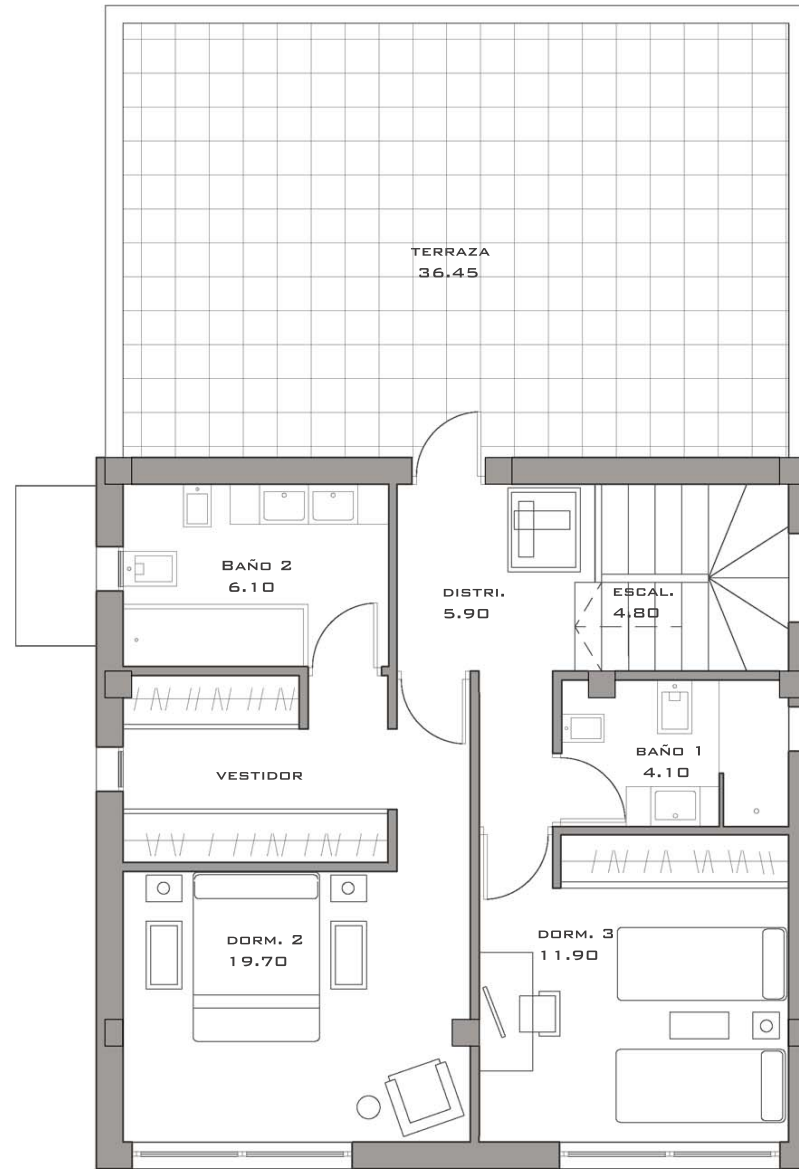 TERRAZA
36.45
BAÑO 2
6.10
DISTRI.
5.90
ESCAL.
4.80
BAÑO 1
4.10
VESTIDOR
DORM. 2
19.70
DORM. 3
11.90